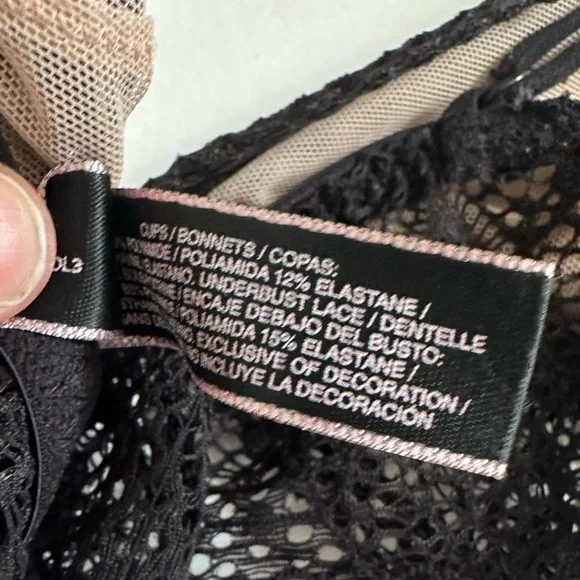 DL3
CUPS / BONNETS / COPAS:
POLIAMIDA 12% ELASTANE /
UNDERBUST LACE / DENTELLE
/ ENCAJE DEBAJO DEL BUSTO:
/ POLIAMIDA 15% ELASTANE /
EXCLUSIVE OF DECORATION /
INCLUYE LA DECORACIÓN